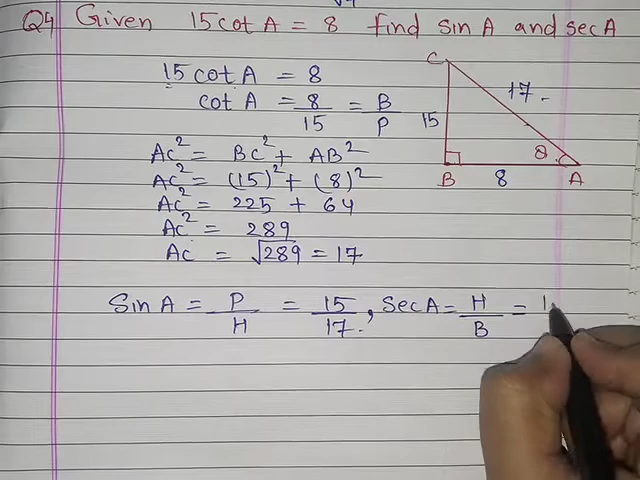 Q4 Given 15 cot A = 8 find sin A and sec A
15 cot A = 8
cot A = 8/15 = B/P
AC² = BC² + AB²
AC² = (15)² + (8)²
AC² = 225 + 64
AC² = 289
AC = √289 = 17
C
17.
15
θ
B
8
A
Sin A = P/H = 15/17., Sec A = H/B = 1